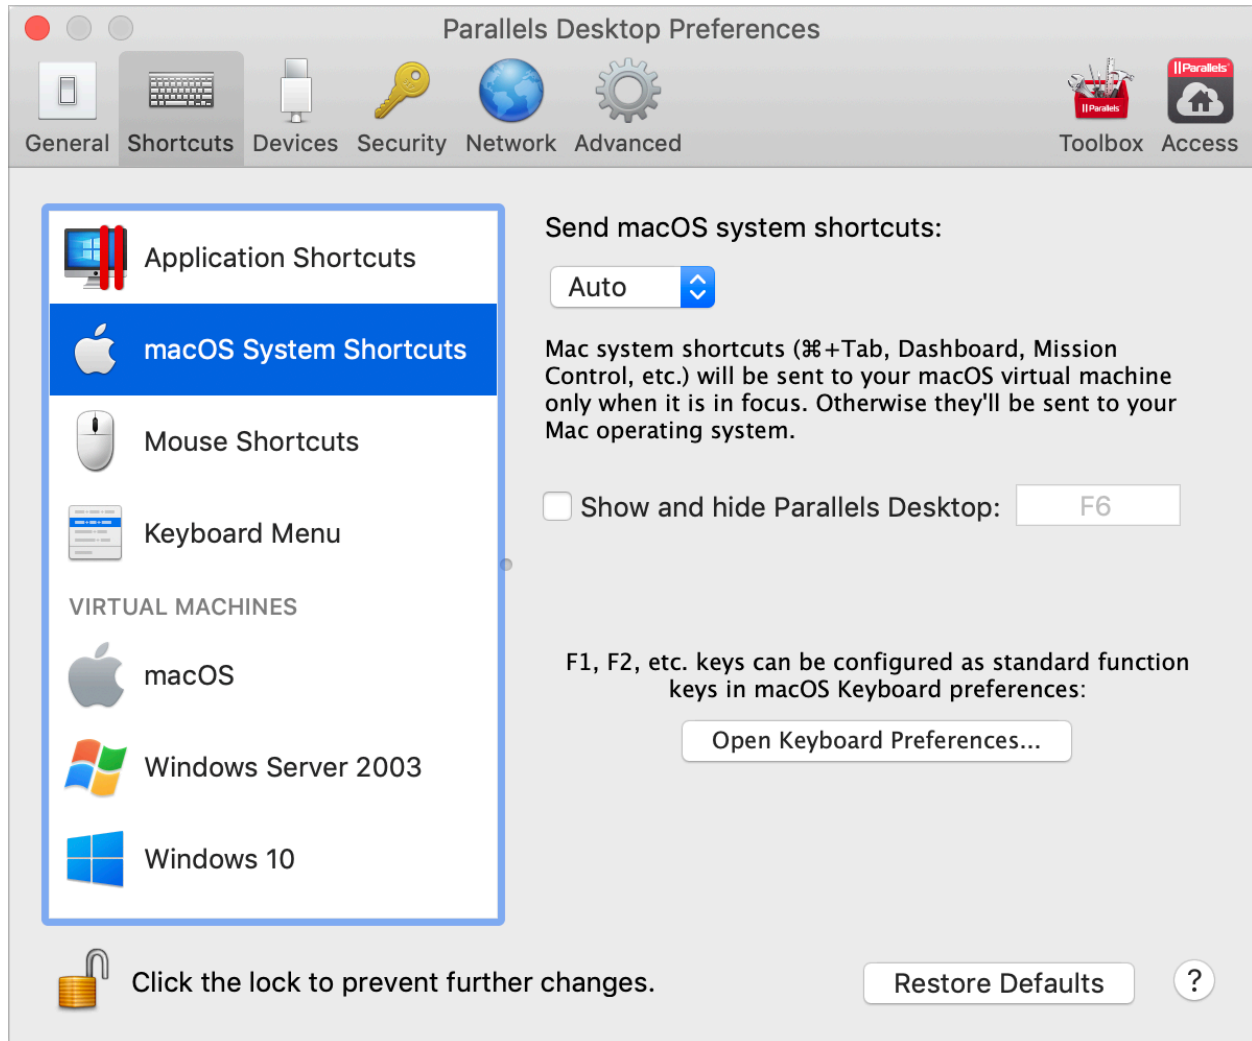 Parallels Desktop Preferences
||Parallels®
||Parallels
General Shortcuts Devices Security Network Advanced Toolbox Access
Application Shortcuts
macOS System Shortcuts
Mouse Shortcuts
Keyboard Menu
VIRTUAL MACHINES
macOS
Windows Server 2003
Windows 10
Send macOS system shortcuts:
Auto
Mac system shortcuts (⌘+Tab, Dashboard, Mission
Control, etc.) will be sent to your macOS virtual machine
only when it is in focus. Otherwise they'll be sent to your
Mac operating system.
Show and hide Parallels Desktop: F6
F1, F2, etc. keys can be configured as standard function
keys in macOS Keyboard preferences:
Open Keyboard Preferences...
Click the lock to prevent further changes.
Restore Defaults ?